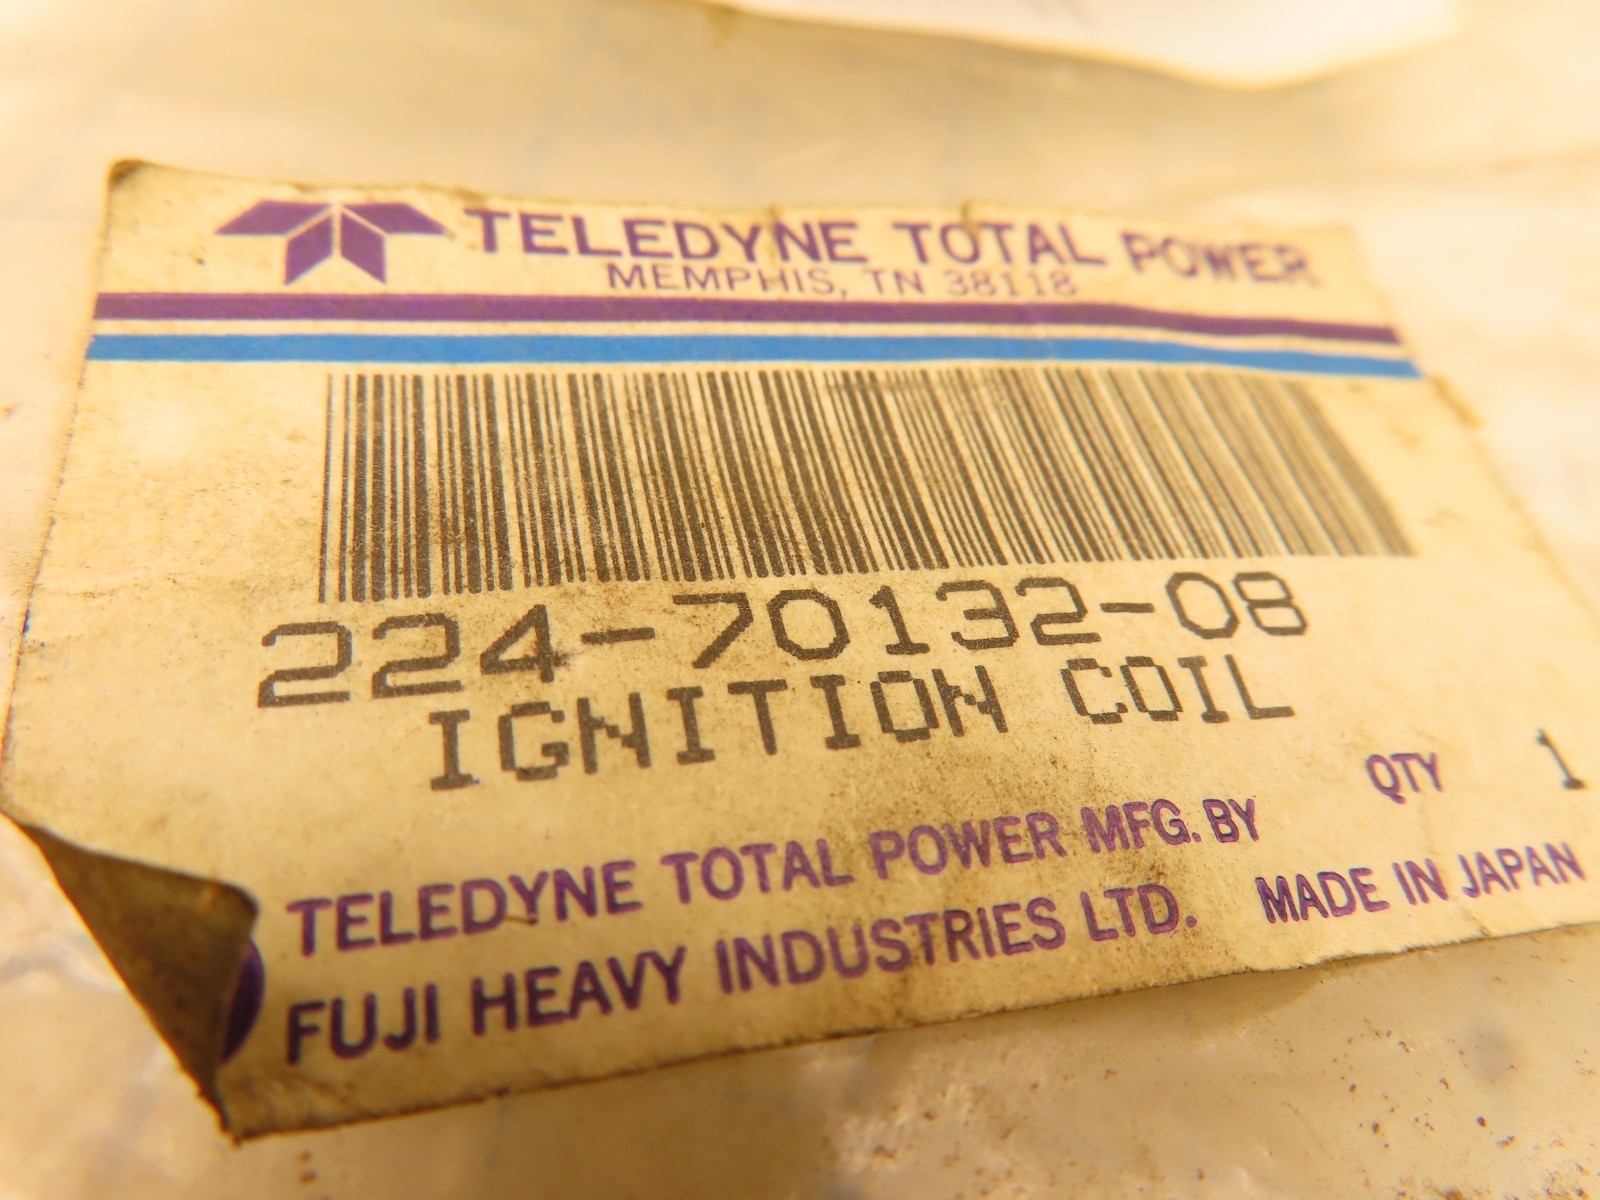 TELEDYNE TOTAL POWER
MEMPHIS, TN 38118
224-70132-08
IGNITION COIL
QTY 1
TELEDYNE TOTAL POWER MFG. BY
FUJI HEAVY INDUSTRIES LTD. MADE IN JAPAN